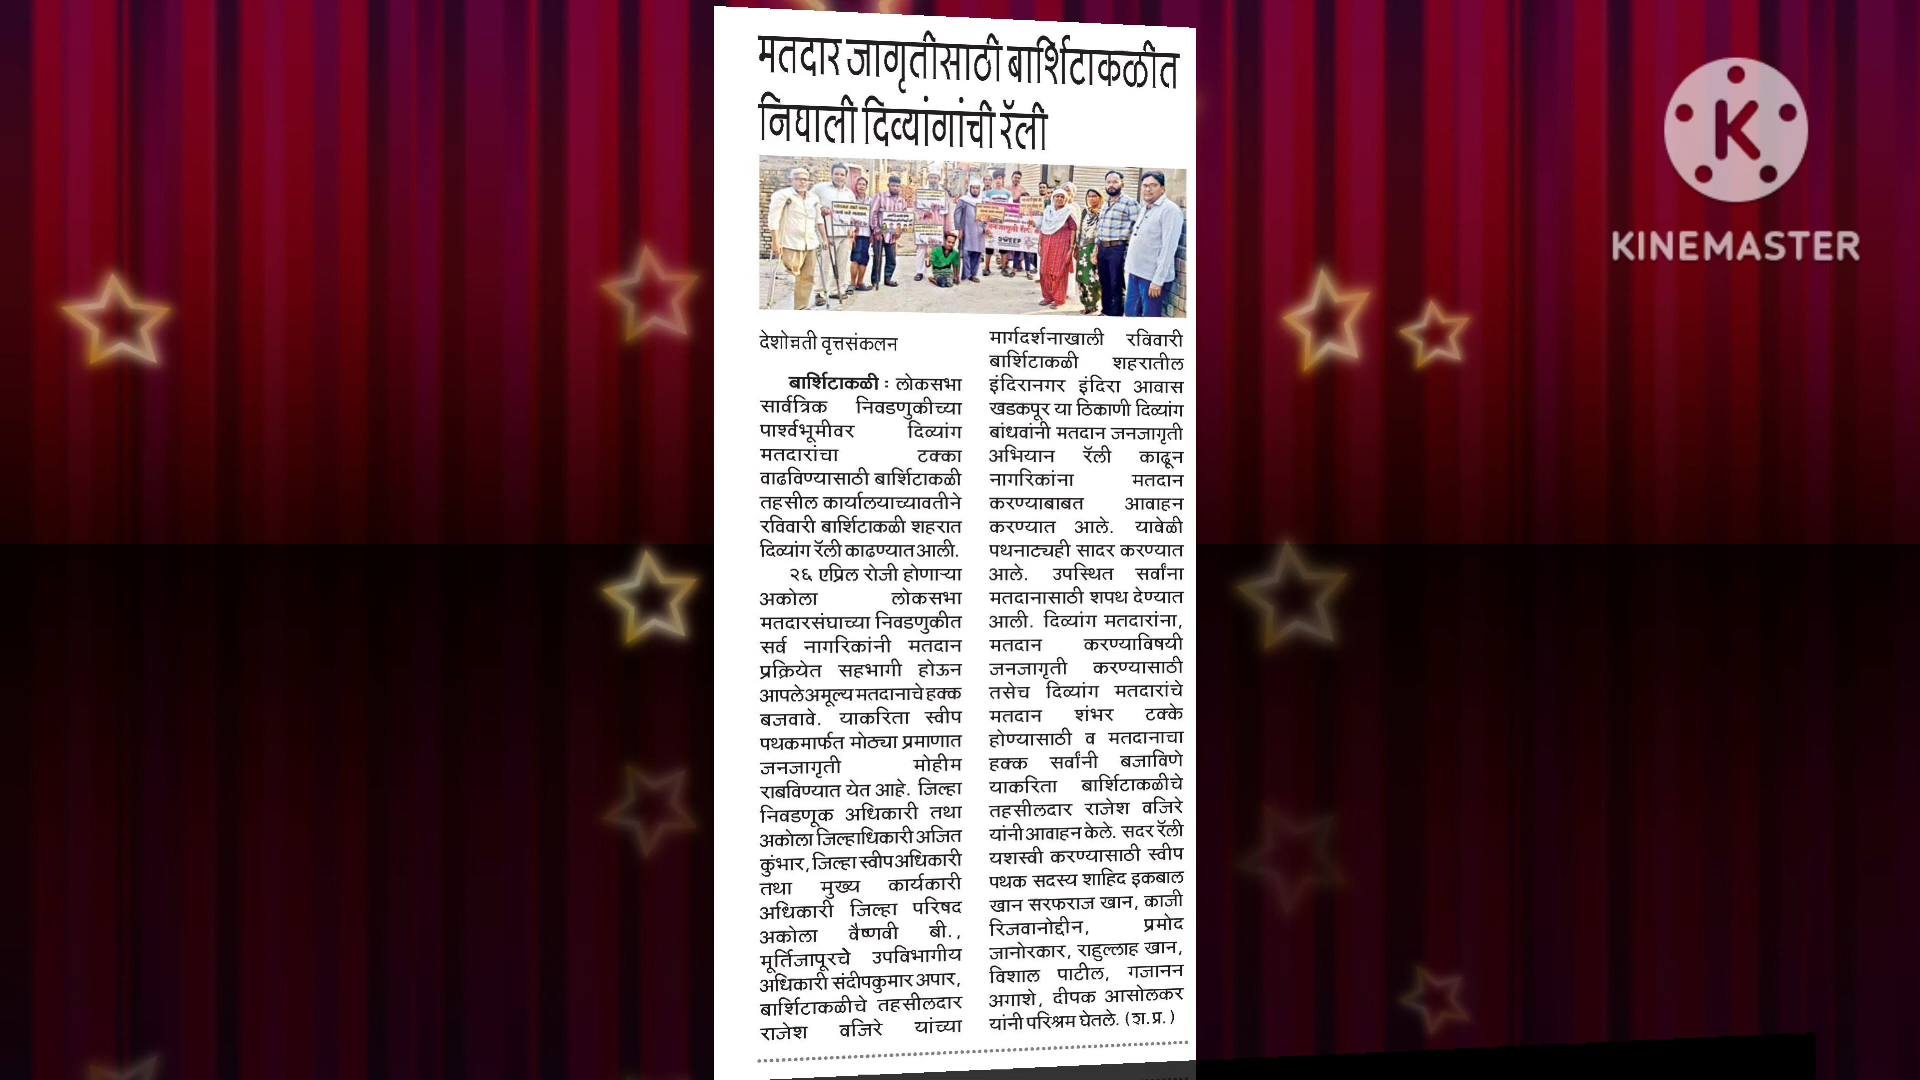 मतदार जागृतीसाठी बार्शिटाकळीत
निघाली दिव्यांगांची रॅली
देशोन्नती वृत्तसंकलन
बार्शिटाकळी : लोकसभा
सार्वत्रिक निवडणुकीच्या
पार्श्वभूमीवर दिव्यांग
मतदारांचा टक्का
वाढविण्यासाठी बार्शिटाकळी
तहसील कार्यालयाच्यावतीने
रविवारी बार्शिटाकळी शहरात
दिव्यांग रॅली काढण्यात आली.
२६ एप्रिल रोजी होणाऱ्या
अकोला लोकसभा
मतदारसंघाच्या निवडणुकीत
सर्व नागरिकांनी मतदान
प्रक्रियेत सहभागी होऊन
आपले अमूल्य मतदानाचे हक्क
बजवावे. याकरिता स्वीप
पथकमार्फत मोठ्या प्रमाणात
जनजागृती मोहीम
राबविण्यात येत आहे. जिल्हा
निवडणूक अधिकारी तथा
अकोला जिल्हाधिकारी अजित
कुंभार, जिल्हा स्वीप अधिकारी
तथा मुख्य कार्यकारी
अधिकारी जिल्हा परिषद
अकोला वैष्णवी बी.,
मूर्तिजापूरचे उपविभागीय
अधिकारी संदीपकुमार अपार,
बार्शिटाकळीचे तहसीलदार
राजेश वजिरे यांच्या
मार्गदर्शनाखाली रविवारी
बार्शिटाकळी शहरातील
इंदिरानगर इंदिरा आवास
खडकपूर या ठिकाणी दिव्यांग
बांधवांनी मतदान जनजागृती
अभियान रॅली काढून
नागरिकांना मतदान
करण्याबाबत आवाहन
करण्यात आले. यावेळी
पथनाट्यही सादर करण्यात
आले. उपस्थित सर्वांना
मतदानासाठी शपथ देण्यात
आली. दिव्यांग मतदारांना,
मतदान करण्याविषयी
जनजागृती करण्यासाठी
तसेच दिव्यांग मतदारांचे
मतदान शंभर टक्के
होण्यासाठी व मतदानाचा
हक्क सर्वांनी बजाविणे
याकरिता बार्शिटाकळीचे
तहसीलदार राजेश वजिरे
यांनी आवाहन केले. सदर रॅली
यशस्वी करण्यासाठी स्वीप
पथक सदस्य शाहिद इकबाल
खान सरफराज खान, काजी
रिजवानोद्दीन, प्रमोद
जानोरकार, राहुल्लाह खान,
विशाल पाटील, गजानन
अगाशे, दीपक आसोलकर
यांनी परिश्रम घेतले. (श.प्र.)
K
KINEMASTER